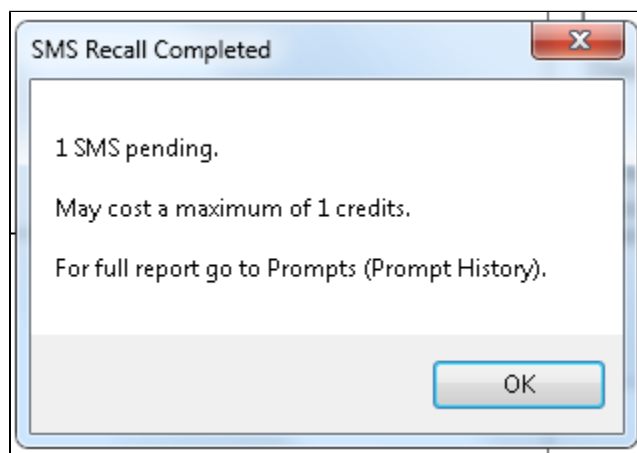 SMS Recall Completed
1 SMS pending.
May cost a maximum of 1 credits.
For full report go to Prompts (Prompt History).
OK